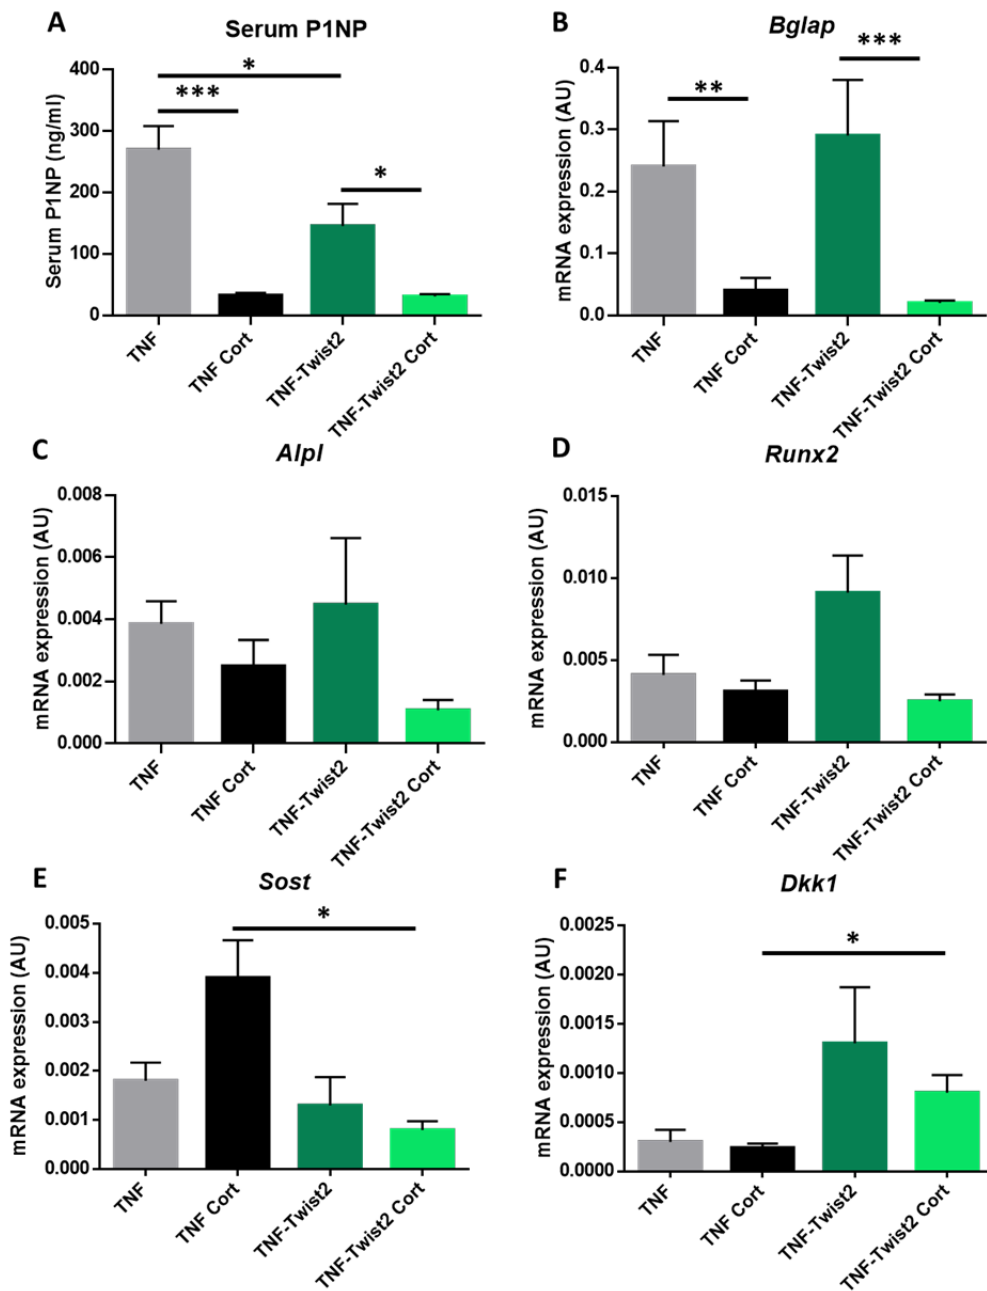 A
Serum P1NP
Serum P1NP (ng/ml)
400
300
200
100
0
*
***
*
TNF
TNF Cort
TNF-Twist2
TNF-Twist2 Cort
B
Bglap
mRNA expression (AU)
0.4
0.3
0.2
0.1
0.0
**
***
TNF
TNF Cort
TNF-Twist2
TNF-Twist2 Cort
C
Alpl
mRNA expression (AU)
0.008
0.006
0.004
0.002
0.000
TNF
TNF Cort
TNF-Twist2
TNF-Twist2 Cort
D
Runx2
mRNA expression (AU)
0.015
0.010
0.005
0.000
TNF
TNF Cort
TNF-Twist2
TNF-Twist2 Cort
E
Sost
mRNA expression (AU)
0.005
0.004
0.003
0.002
0.001
0.000
*
TNF
TNF Cort
TNF-Twist2
TNF-Twist2 Cort
F
Dkk1
mRNA expression (AU)
0.0025
0.0020
0.0015
0.0010
0.0005
0.0000
*
TNF
TNF Cort
TNF-Twist2
TNF-Twist2 Cort